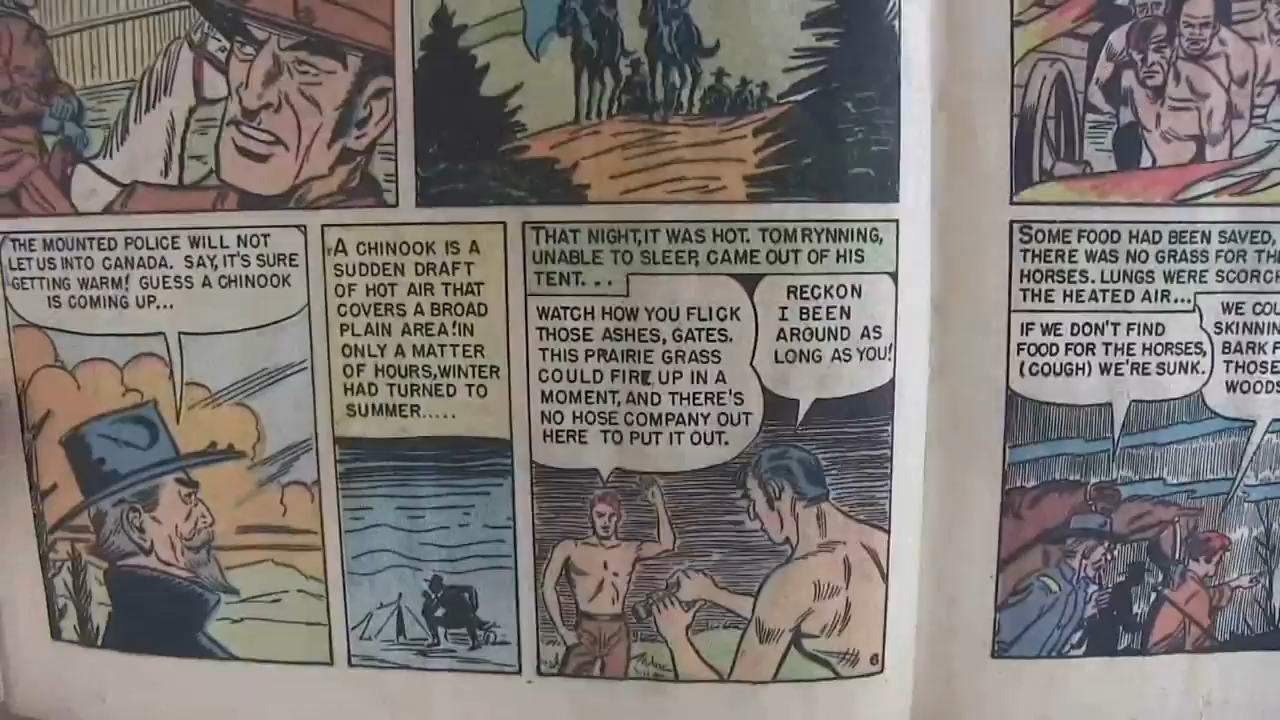 THE MOUNTED POLICE WILL NOT
LET US INTO CANADA. SAY, IT'S SURE
GETTING WARM! GUESS A CHINOOK
IS COMING UP...
A CHINOOK IS A
SUDDEN DRAFT
OF HOT AIR THAT
COVERS A BROAD
PLAIN AREA! IN
ONLY A MATTER
OF HOURS, WINTER
HAD TURNED TO
SUMMER.....
THAT NIGHT, IT WAS HOT. TOM RYNNING,
UNABLE TO SLEEP, CAME OUT OF HIS
TENT...
WATCH HOW YOU FLICK
THOSE ASHES, GATES.
THIS PRAIRIE GRASS
COULD FIRE UP IN A
MOMENT, AND THERE'S
NO HOSE COMPANY OUT
HERE TO PUT IT OUT.
RECKON
I BEEN
AROUND AS
LONG AS YOU!
6
SOME FOOD HAD BEEN SAVED,
THERE WAS NO GRASS FOR TH
HORSES. LUNGS WERE SCORC
THE HEATED AIR...
IF WE DON'T FIND
FOOD FOR THE HORSES,
(COUGH) WE'RE SUNK.
WE COU
SKINNIN
BARK F
THOSE
WOODS